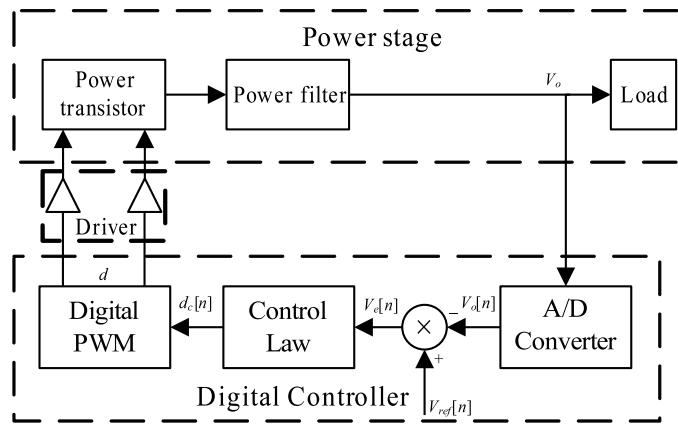 Power stage
Power
transistor
Power filter
Vo
Load
Driver
d
Digital
PWM
dc[n]
Control
Law
Ve[n]
×
−
Vo[n]
+
A/D
Converter
Digital Controller
Vref[n]